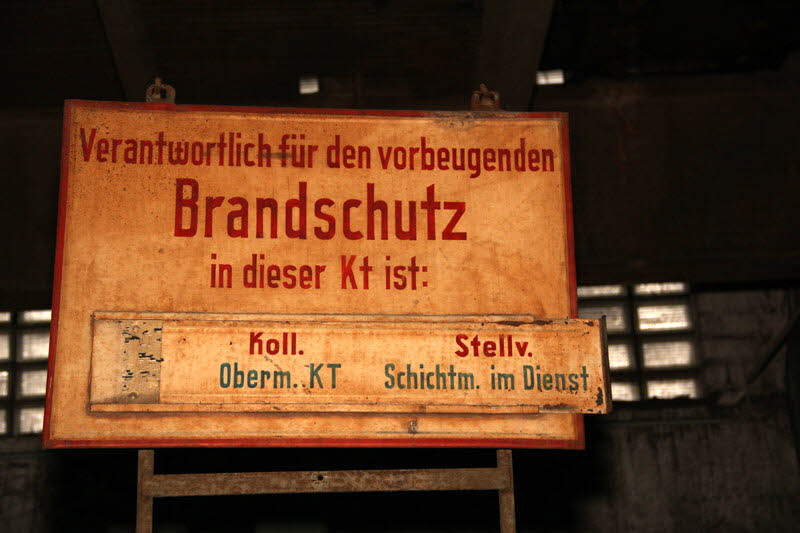 Verantwortlich für den vorbeugenden
Brandschutz
in dieser Kt ist:
Koll. Stellv.
Oberm. KT Schichtm. im Dienst